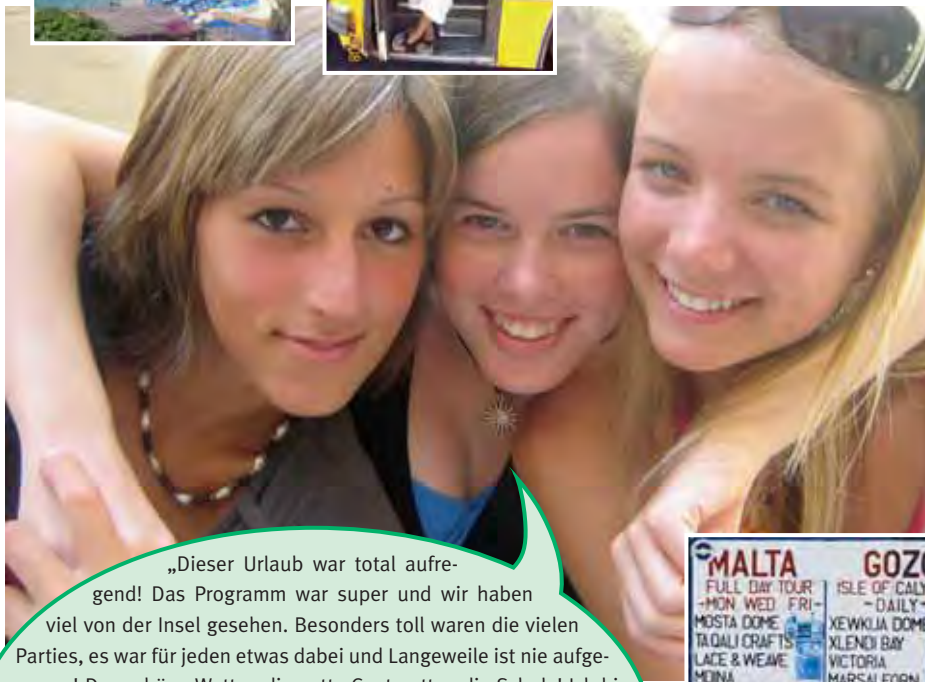 „Dieser Urlaub war total aufre-
gend! Das Programm war super und wir haben
viel von der Insel gesehen. Besonders toll waren die vielen
Parties, es war für jeden etwas dabei und Langeweile ist nie aufge-
MALTA
FULL DAY TOUR
-MON WED FRI-
MOSTA DOME
TA QALI CRAFTS
LACE & WEAVE
MDINA
GOZO
ISLE OF CALY
-DAILY-
XEWKIJA DOME
XLENDI BAY
VICTORIA
MARSALFORN